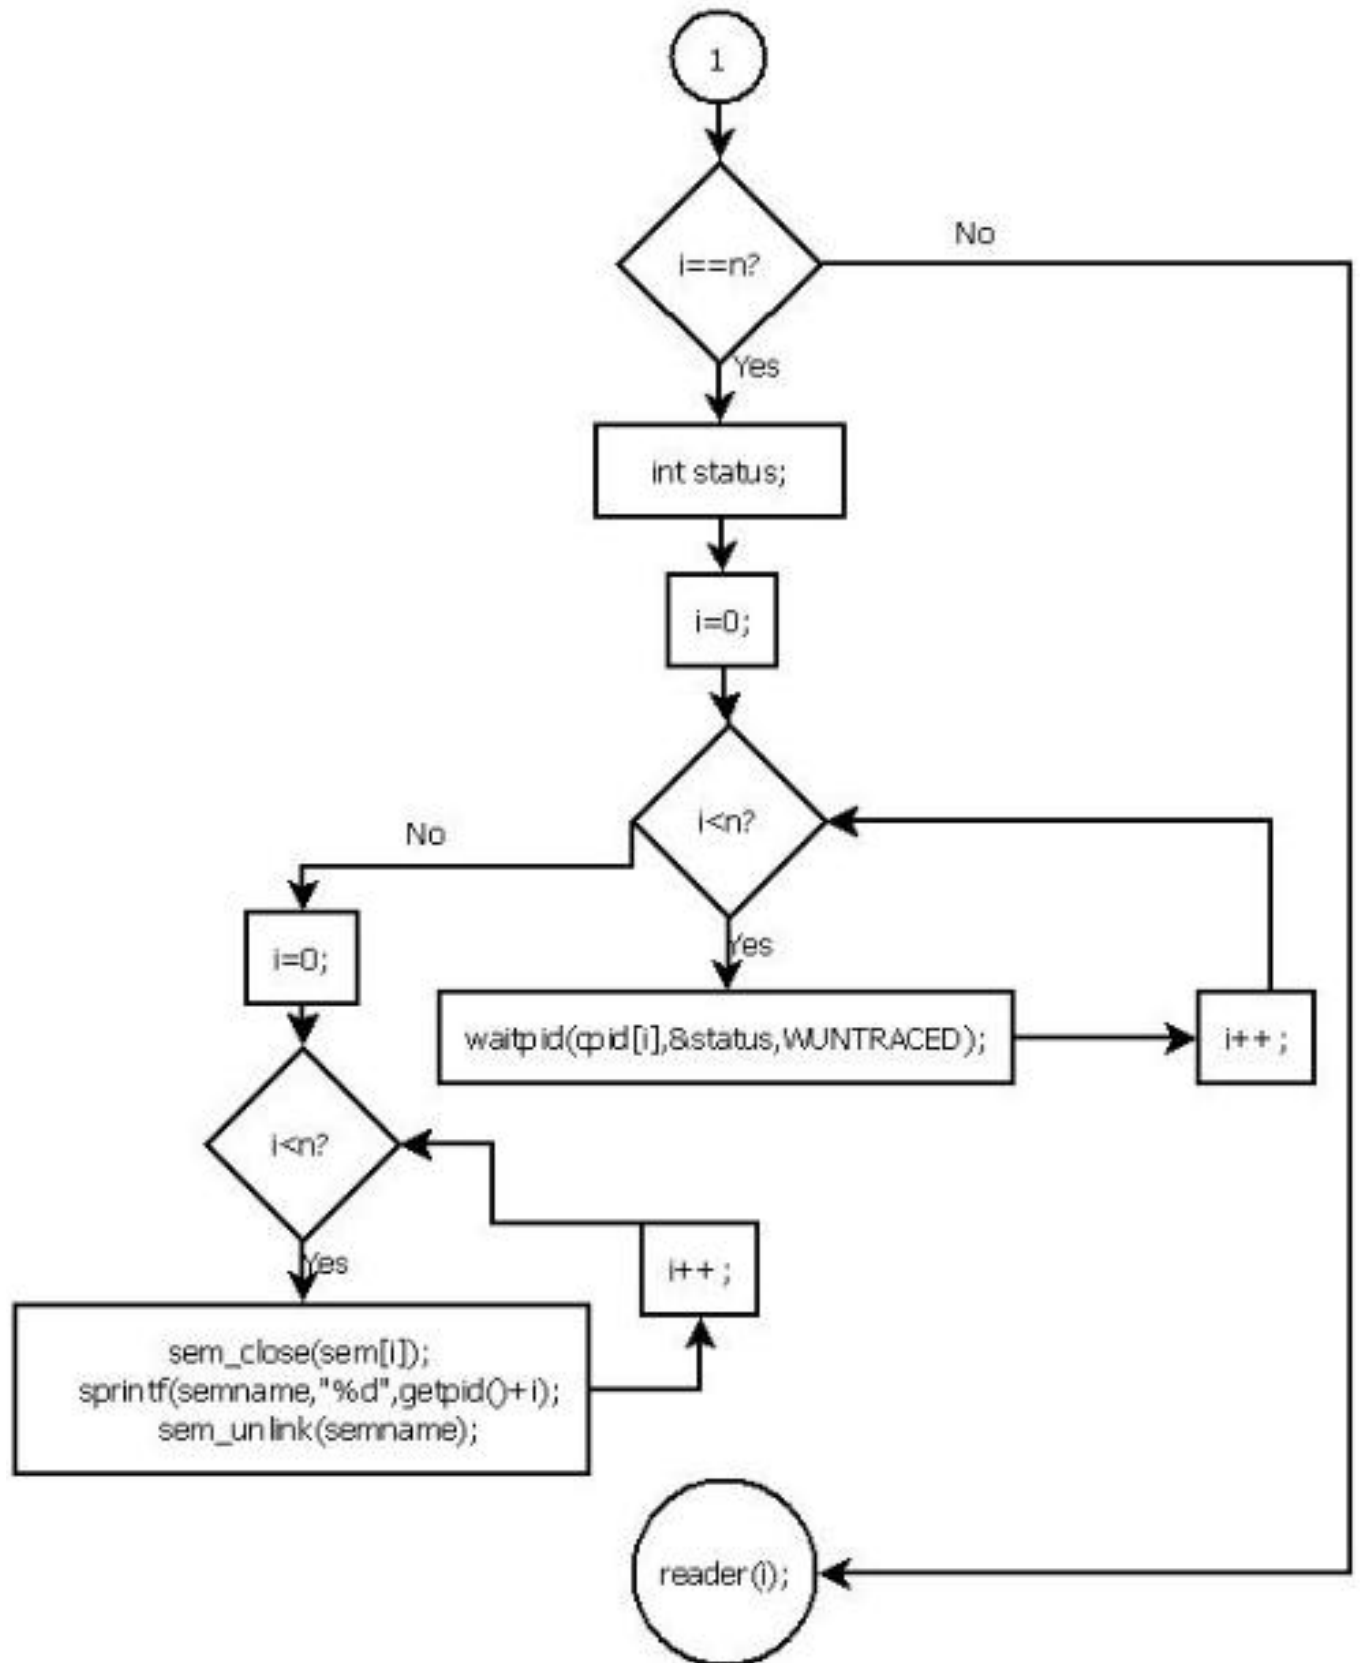 1
i==n?
No
Yes
int status;
i=0;
i<n?
No
Yes
i=0;
waitpid(cpid[i],&status,WUNTRACED);
i++;
i<n?
Yes
i++;
sem_close(sem[i]);
sprintf(semname,"%d",getpid()+i);
sem_unlink(semname);
reader(i);